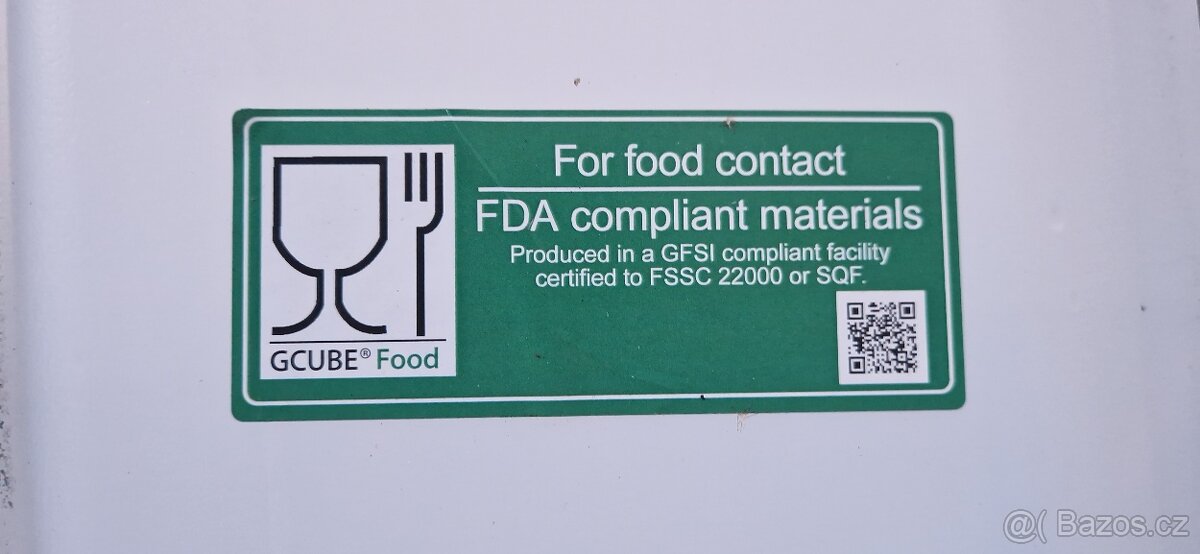 For food contact
FDA compliant materials
Produced in a GFSI compliant facility
certified to FSSC 22000 or SQF.
GCUBE® Food
@( Bazos.cz